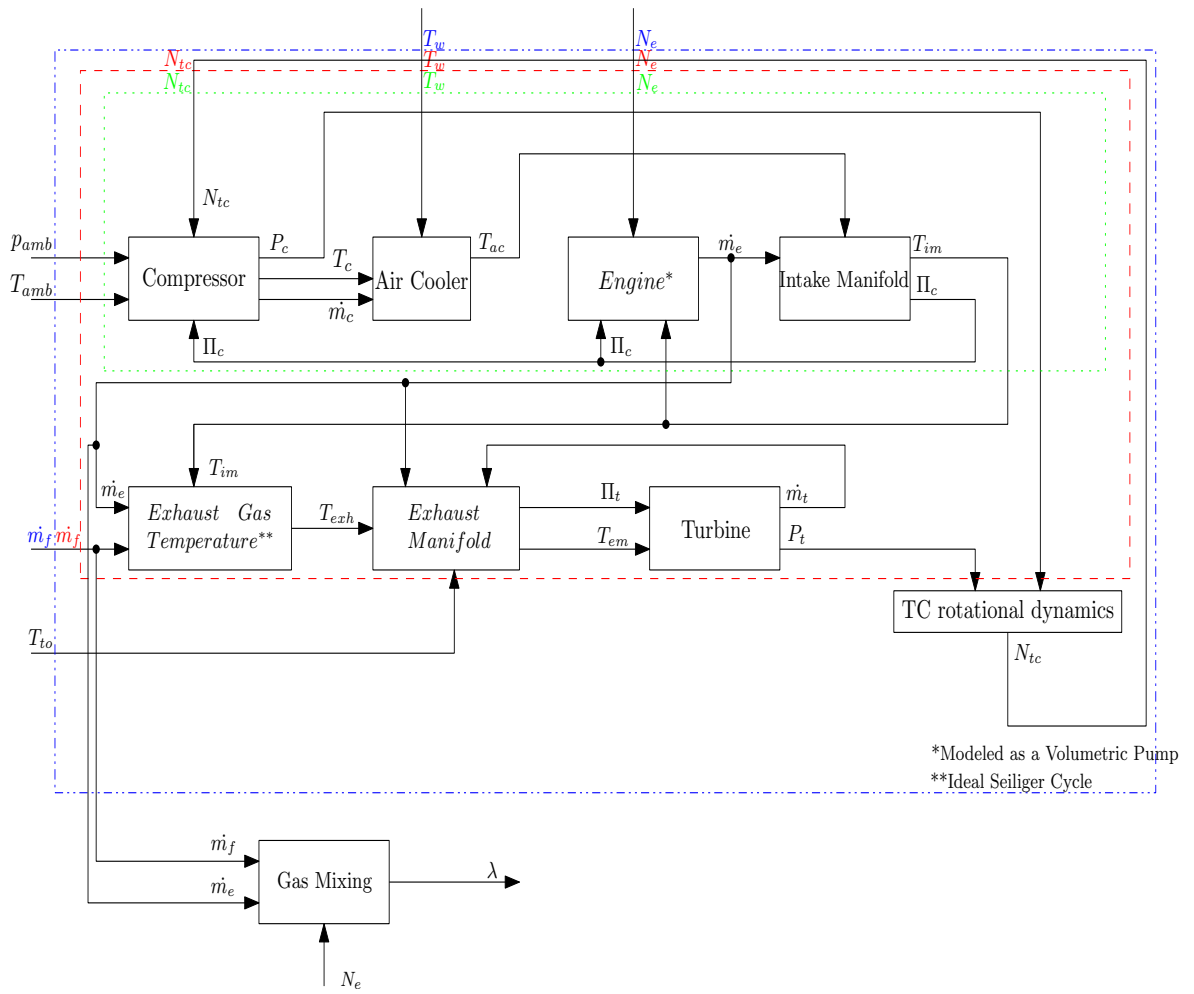 T_w N_e
N_tc T_w N_e
N_tc T_w N_e
N_tc
p_amb P_c T_ac ṁ_e T_im
T_c
Compressor Air Cooler Engine* Intake Manifold
T_amb Π_c
ṁ_c
Π_c Π_c
T_im
ṁ_e Π_t ṁ_t
Exhaust Gas T_exh Exhaust
Turbine
Temperature** Manifold
ṁ_f ṁ_f T_em P_t
TC rotational dynamics
T_to N_tc
*Modeled as a Volumetric Pump
**Ideal Seiliger Cycle
ṁ_f
Gas Mixing λ
ṁ_e
N_e